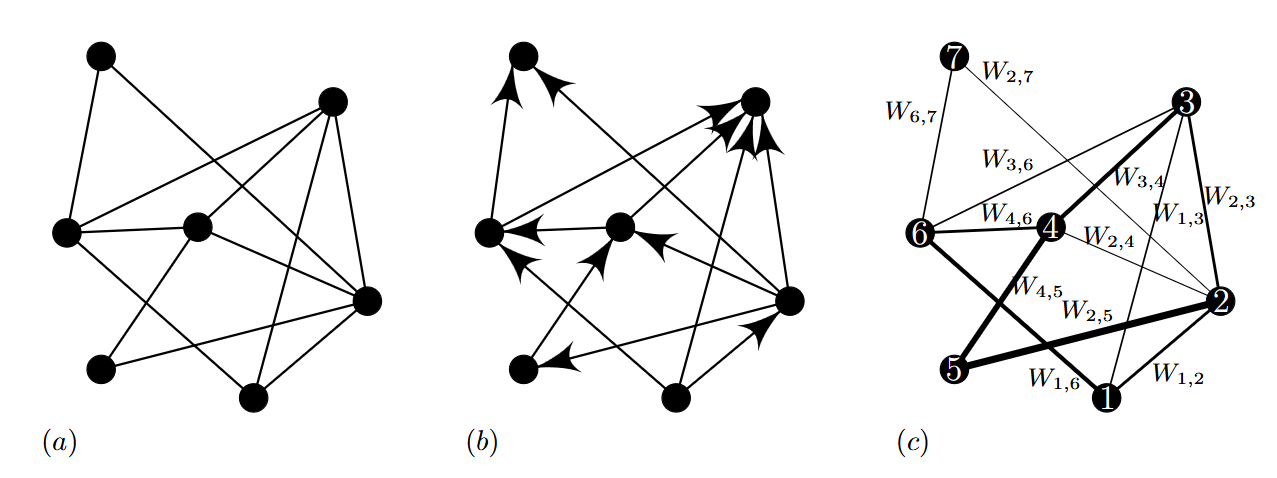 7
W_{2,7}
3
W_{6,7}
W_{3,6}
W_{3,4}
W_{2,3}
W_{4,6}
W_{1,3}
6
4
W_{2,4}
W_{4,5}
2
W_{2,5}
5
W_{1,6}
W_{1,2}
1
(a)
(b)
(c)